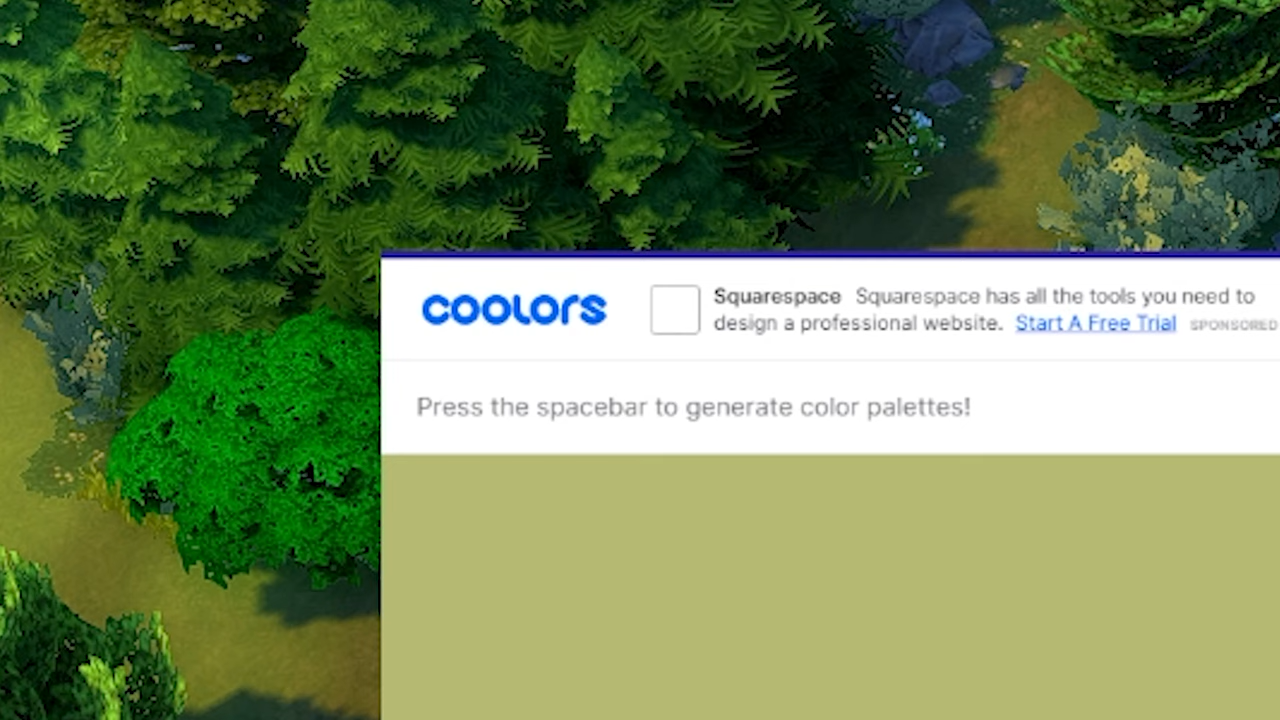 coolors
Squarespace Squarespace has all the tools you need to
design a professional website. Start A Free Trial SPONSORED
Press the spacebar to generate color palettes!